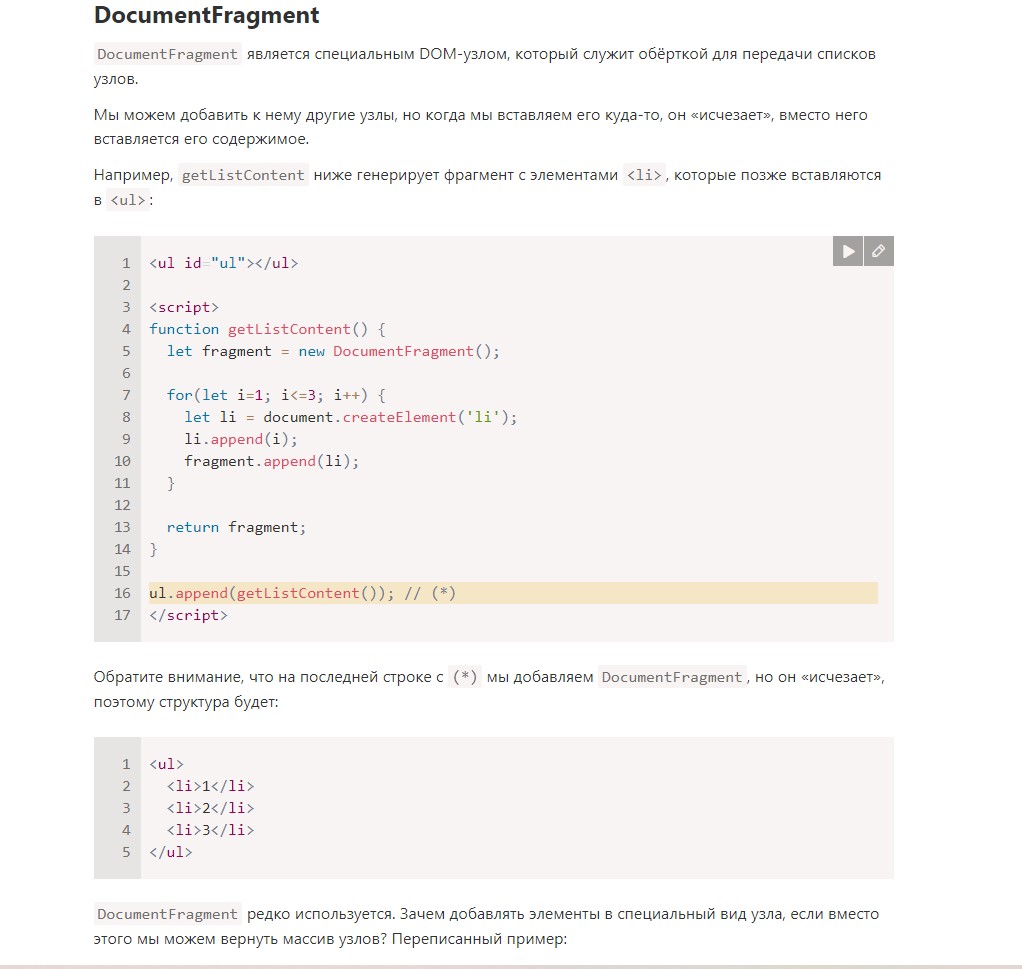 DocumentFragment
DocumentFragment является специальным DOM-узлом, который служит обёрткой для передачи списков
узлов.
Мы можем добавить к нему другие узлы, но когда мы вставляем его куда-то, он «исчезает», вместо него
вставляется его содержимое.
Например, getListContent ниже генерирует фрагмент с элементами <li>, которые позже вставляются
в <ul>:
1 <ul id="ul"></ul>
2
3 <script>
4 function getListContent() {
5   let fragment = new DocumentFragment();
6
7   for(let i=1; i<=3; i++) {
8     let li = document.createElement('li');
9     li.append(i);
10     fragment.append(li);
11   }
12
13   return fragment;
14 }
15
16 ul.append(getListContent()); // (*)
17 </script>
Обратите внимание, что на последней строке с (*) мы добавляем DocumentFragment, но он «исчезает»,
поэтому структура будет:
1 <ul>
2   <li>1</li>
3   <li>2</li>
4   <li>3</li>
5 </ul>
DocumentFragment редко используется. Зачем добавлять элементы в специальный вид узла, если вместо
этого мы можем вернуть массив узлов? Переписанный пример: